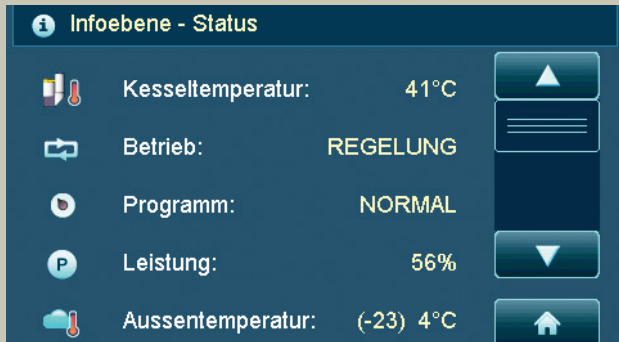 Infoebene - Status
Kesseltemperatur: 41°C
Betrieb: REGELUNG
Programm: NORMAL
P Leistung: 56%
Aussentemperatur: (-23) 4°C